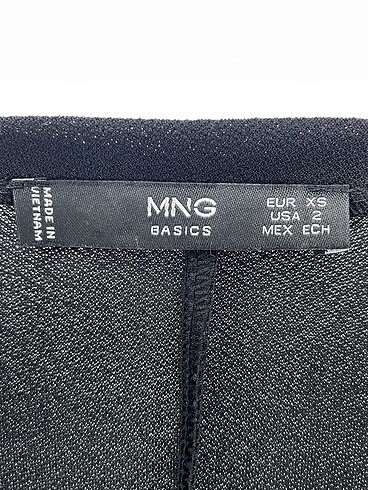 MADE IN
VIETNAM
MNG
BASICS
EUR XS
USA 2
MEX ECH